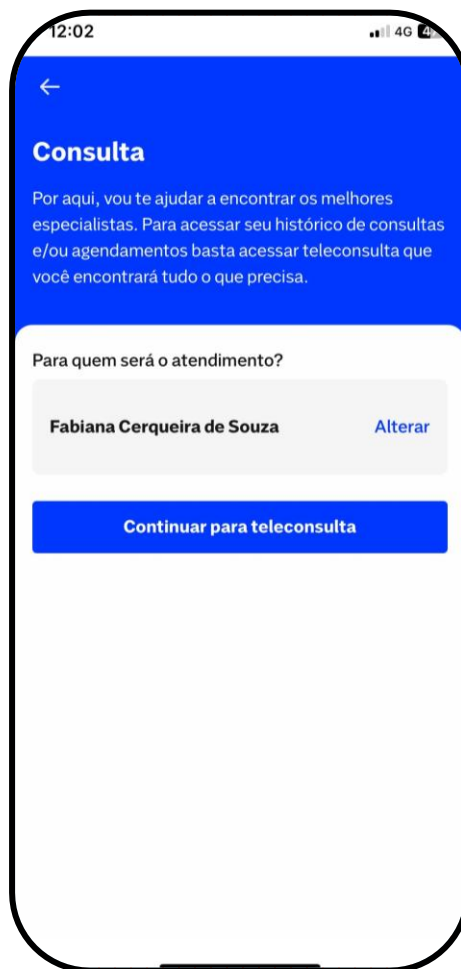 12:02 4G
Consulta
Por aqui, vou te ajudar a encontrar os melhores
especialistas. Para acessar seu histórico de consultas
e/ou agendamentos basta acessar teleconsulta que
você encontrará tudo o que precisa.
Para quem será o atendimento?
Fabiana Cerqueira de Souza Alterar
Continuar para teleconsulta